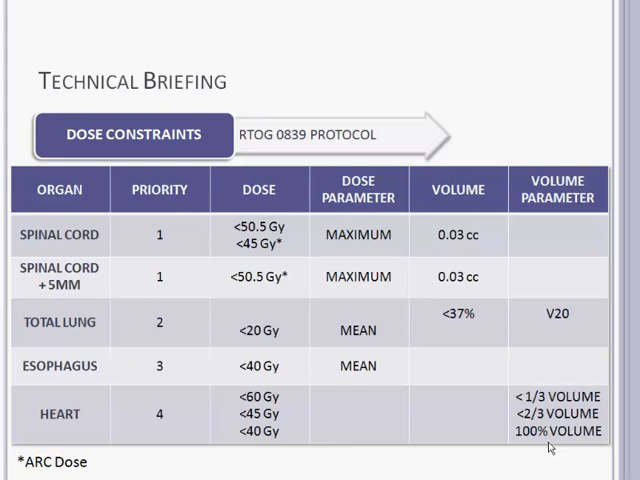 TECHNICAL BRIEFING
DOSE CONSTRAINTS
RTOG 0839 PROTOCOL
ORGAN PRIORITY DOSE DOSE PARAMETER VOLUME VOLUME PARAMETER
SPINAL CORD 1 <50.5 Gy <45 Gy* MAXIMUM 0.03 cc
SPINAL CORD + 5MM 1 <50.5 Gy* MAXIMUM 0.03 cc
TOTAL LUNG 2 <20 Gy MEAN <37% V20
ESOPHAGUS 3 <40 Gy MEAN
HEART 4 <60 Gy <45 Gy <40 Gy < 1/3 VOLUME <2/3 VOLUME 100% VOLUME
*ARC Dose